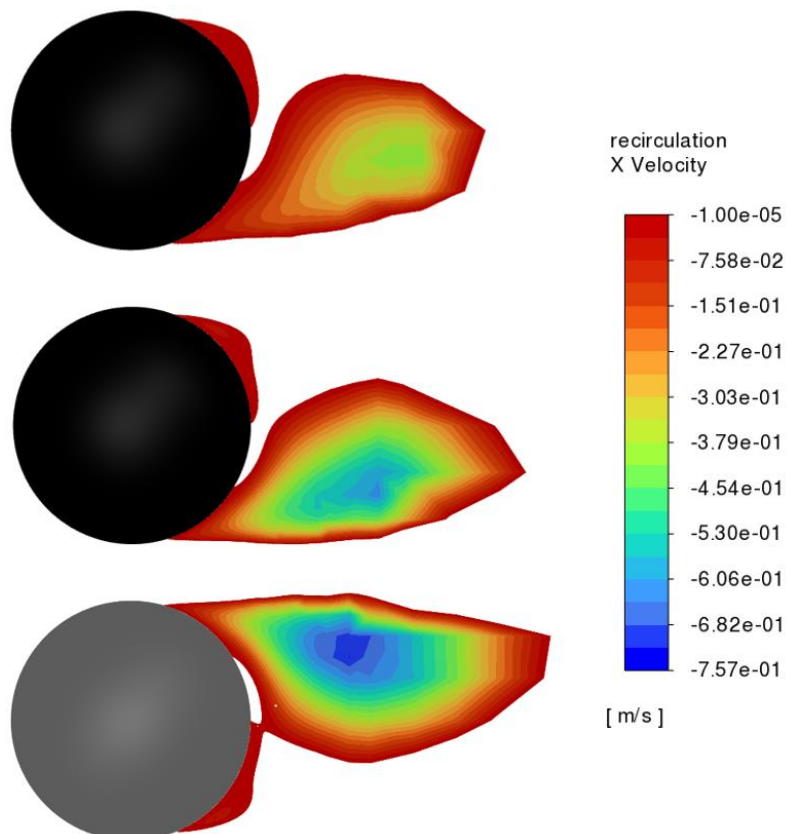 recirculation
X Velocity
-1.00e-05
-7.58e-02
-1.51e-01
-2.27e-01
-3.03e-01
-3.79e-01
-4.54e-01
-5.30e-01
-6.06e-01
-6.82e-01
-7.57e-01
[ m/s ]